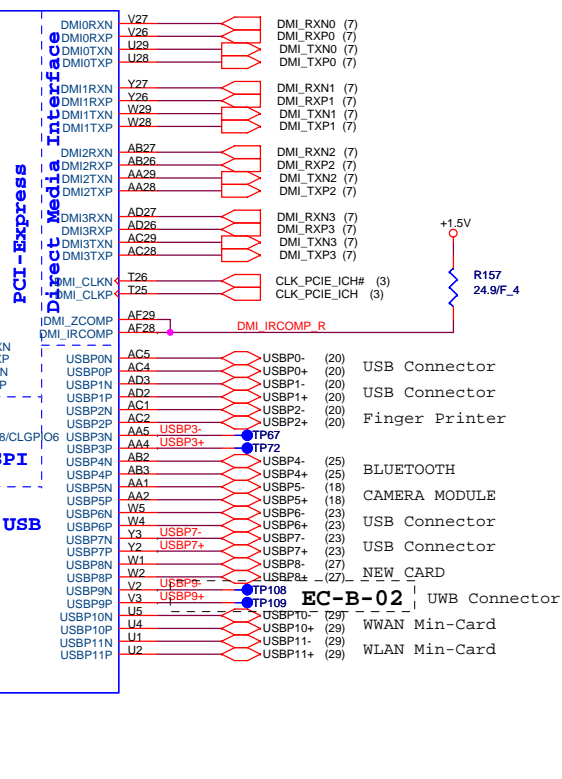 DMI0RXN V27 DMI_RXN0 (7)
DMI0RXP V26 DMI_RXP0 (7)
DMI0TXN U29 DMI_TXN0 (7)
DMI0TXP U28 DMI_TXP0 (7)
DMI1RXN Y27 DMI_RXN1 (7)
DMI1RXP Y26 DMI_RXP1 (7)
DMI1TXN W29 DMI_TXN1 (7)
DMI1TXP W28 DMI_TXP1 (7)
DMI2RXN AB27 DMI_RXN2 (7)
DMI2RXP AB26 DMI_RXP2 (7)
DMI2TXN AA29 DMI_TXN2 (7)
DMI2TXP AA28 DMI_TXP2 (7)
DMI3RXN AD27 DMI_RXN3 (7)
DMI3RXP AD26 DMI_RXP3 (7)
DMI3TXN AC29 DMI_TXN3 (7)
DMI3TXP AC28 DMI_TXP3 (7)
PCI-Express
Direct Media Interface
+1.5V
R157
24.9/F_4
DMI_CLKN T26 CLK_PCIE_ICH# (3)
DMI_CLKP T25 CLK_PCIE_ICH (3)
DMI_ZCOMP AF29
DMI_IRCOMP AF28 DMI_IRCOMP_R
XN
XP
N
P
USBP0N AC5 USBP0- (20)
USBP0P AC4 USBP0+ (20) USB Connector
USBP1N AD3 USBP1- (20)
USBP1P AD2 USBP1+ (20) USB Connector
USBP2N AC1 USBP2- (20)
USBP2P AC2 USBP2+ (20) Finger Printer
8/CLGPIO6 USBP3N AA5 USBP3- TP67
USBP3P AA4 USBP3+ TP72
SPI
USBP4N AB2 USBP4- (25)
USBP4P AB3 USBP4+ (25) BLUETOOTH
USBP5N AA1 USBP5- (18)
USBP5P AA2 USBP5+ (18) CAMERA MODULE
USBP6N W5 USBP6- (23)
USB
USBP6P W4 USBP6+ (23) USB Connector
USBP7N Y3 USBP7- USBP7- (23)
USBP7P Y2 USBP7+ USBP7+ (23) USB Connector
USBP8N W1 USBP8- (27)
USBP8P W2 USBP8+ (27) NEW CARD
USBP9N V2 USBP9- TP108
USBP9P V3 USBP9+ TP109 EC-B-02 UWB Connector
USBP10N U5 USBP10- (29)
USBP10P U4 USBP10+ (29) WWAN Min-Card
USBP11N U1 USBP11- (29)
USBP11P U2 USBP11+ (29) WLAN Min-Card